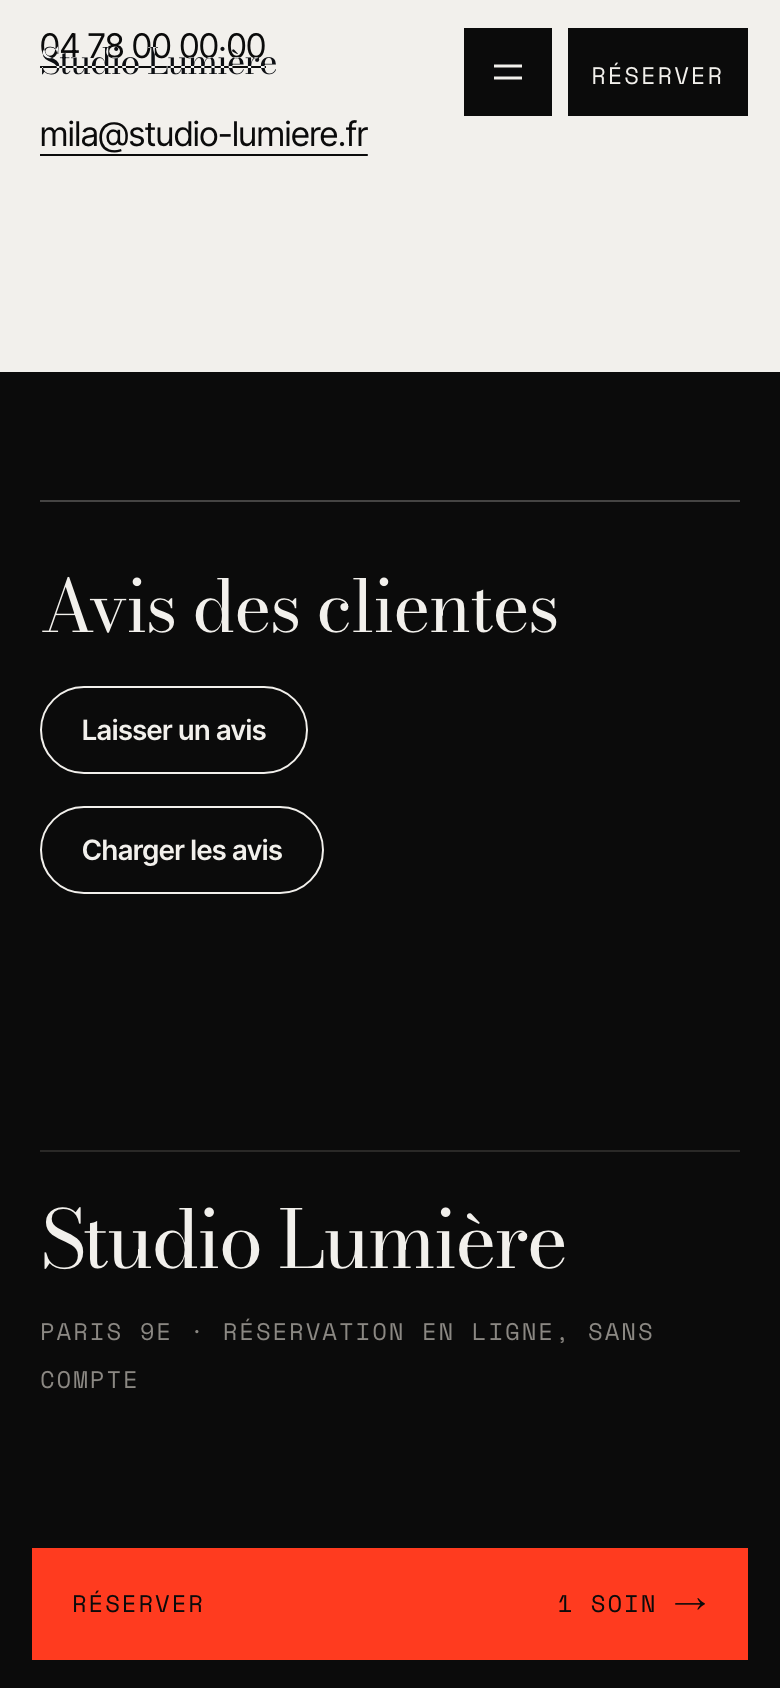 04 78 00 00 00
Studio Lumière
RÉSERVER
mila@studio-lumiere.fr
Avis des clientes
Laisser un avis
Charger les avis
Studio Lumière
PARIS 9E · RÉSERVATION EN LIGNE, SANS
COMPTE
RÉSERVER
1 SOIN →